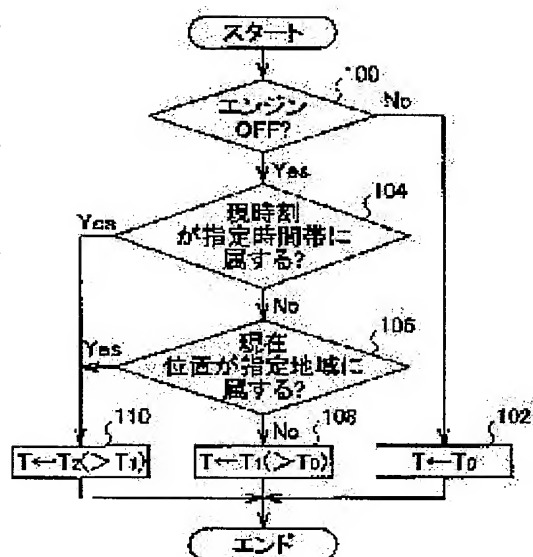 スタート
100
エンジン
OFF?
No
Yes
104
現時刻
が指定時間帯に
属する?
Yes
No
106
現在
位置が指定地域に
属する?
Yes
No
110
108
102
T←T2(>T1)
T←T1(>T0)
T←T0
エンド